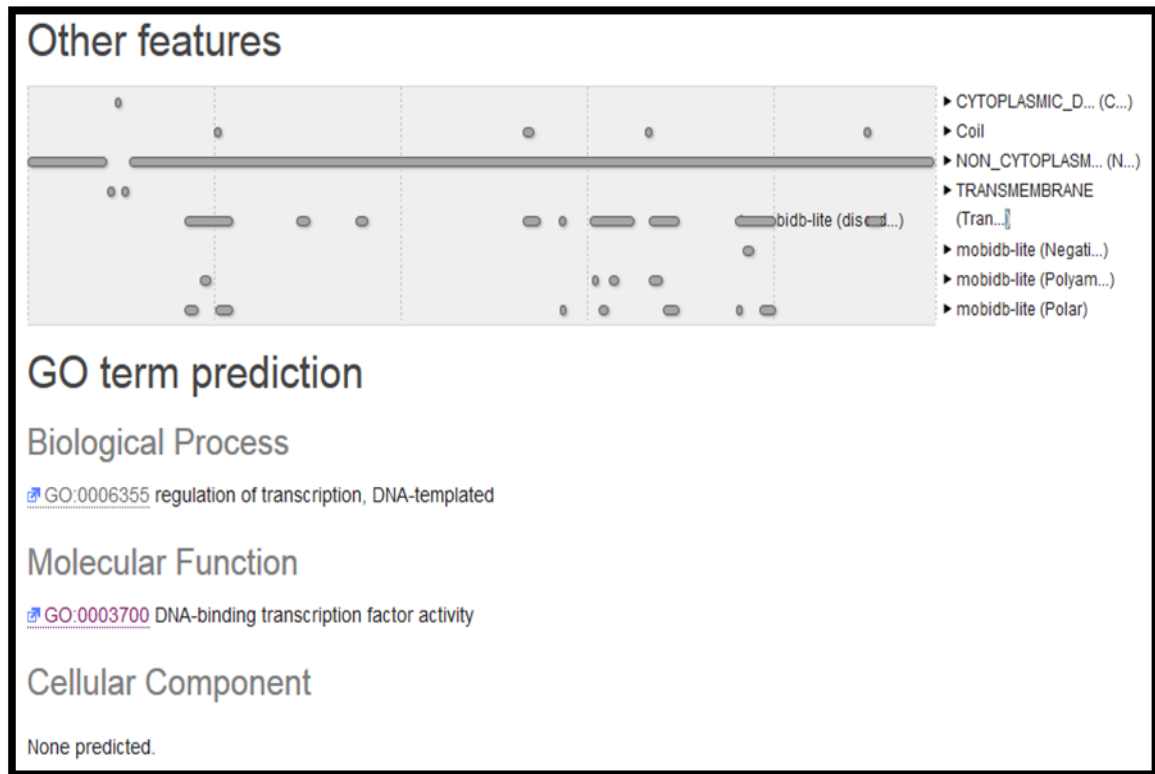 Other features
CYTOPLASMIC_D... (C...)
Coil
NON_CYTOPLASM... (N...)
TRANSMEMBRANE
(Tran...
bidb-lite (disord...)
mobidb-lite (Negati...)
mobidb-lite (Polyam...)
mobidb-lite (Polar)
GO term prediction
Biological Process
GO:0006355 regulation of transcription, DNA-templated
Molecular Function
GO:0003700 DNA-binding transcription factor activity
Cellular Component
None predicted.